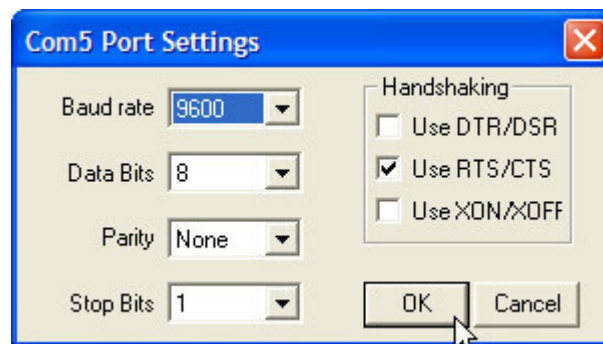 Com5 Port Settings
Baud rate 9600
Data Bits 8
Parity None
Stop Bits 1
Handshaking
Use DTR/DSR
Use RTS/CTS
Use XON/XOFF
OK Cancel